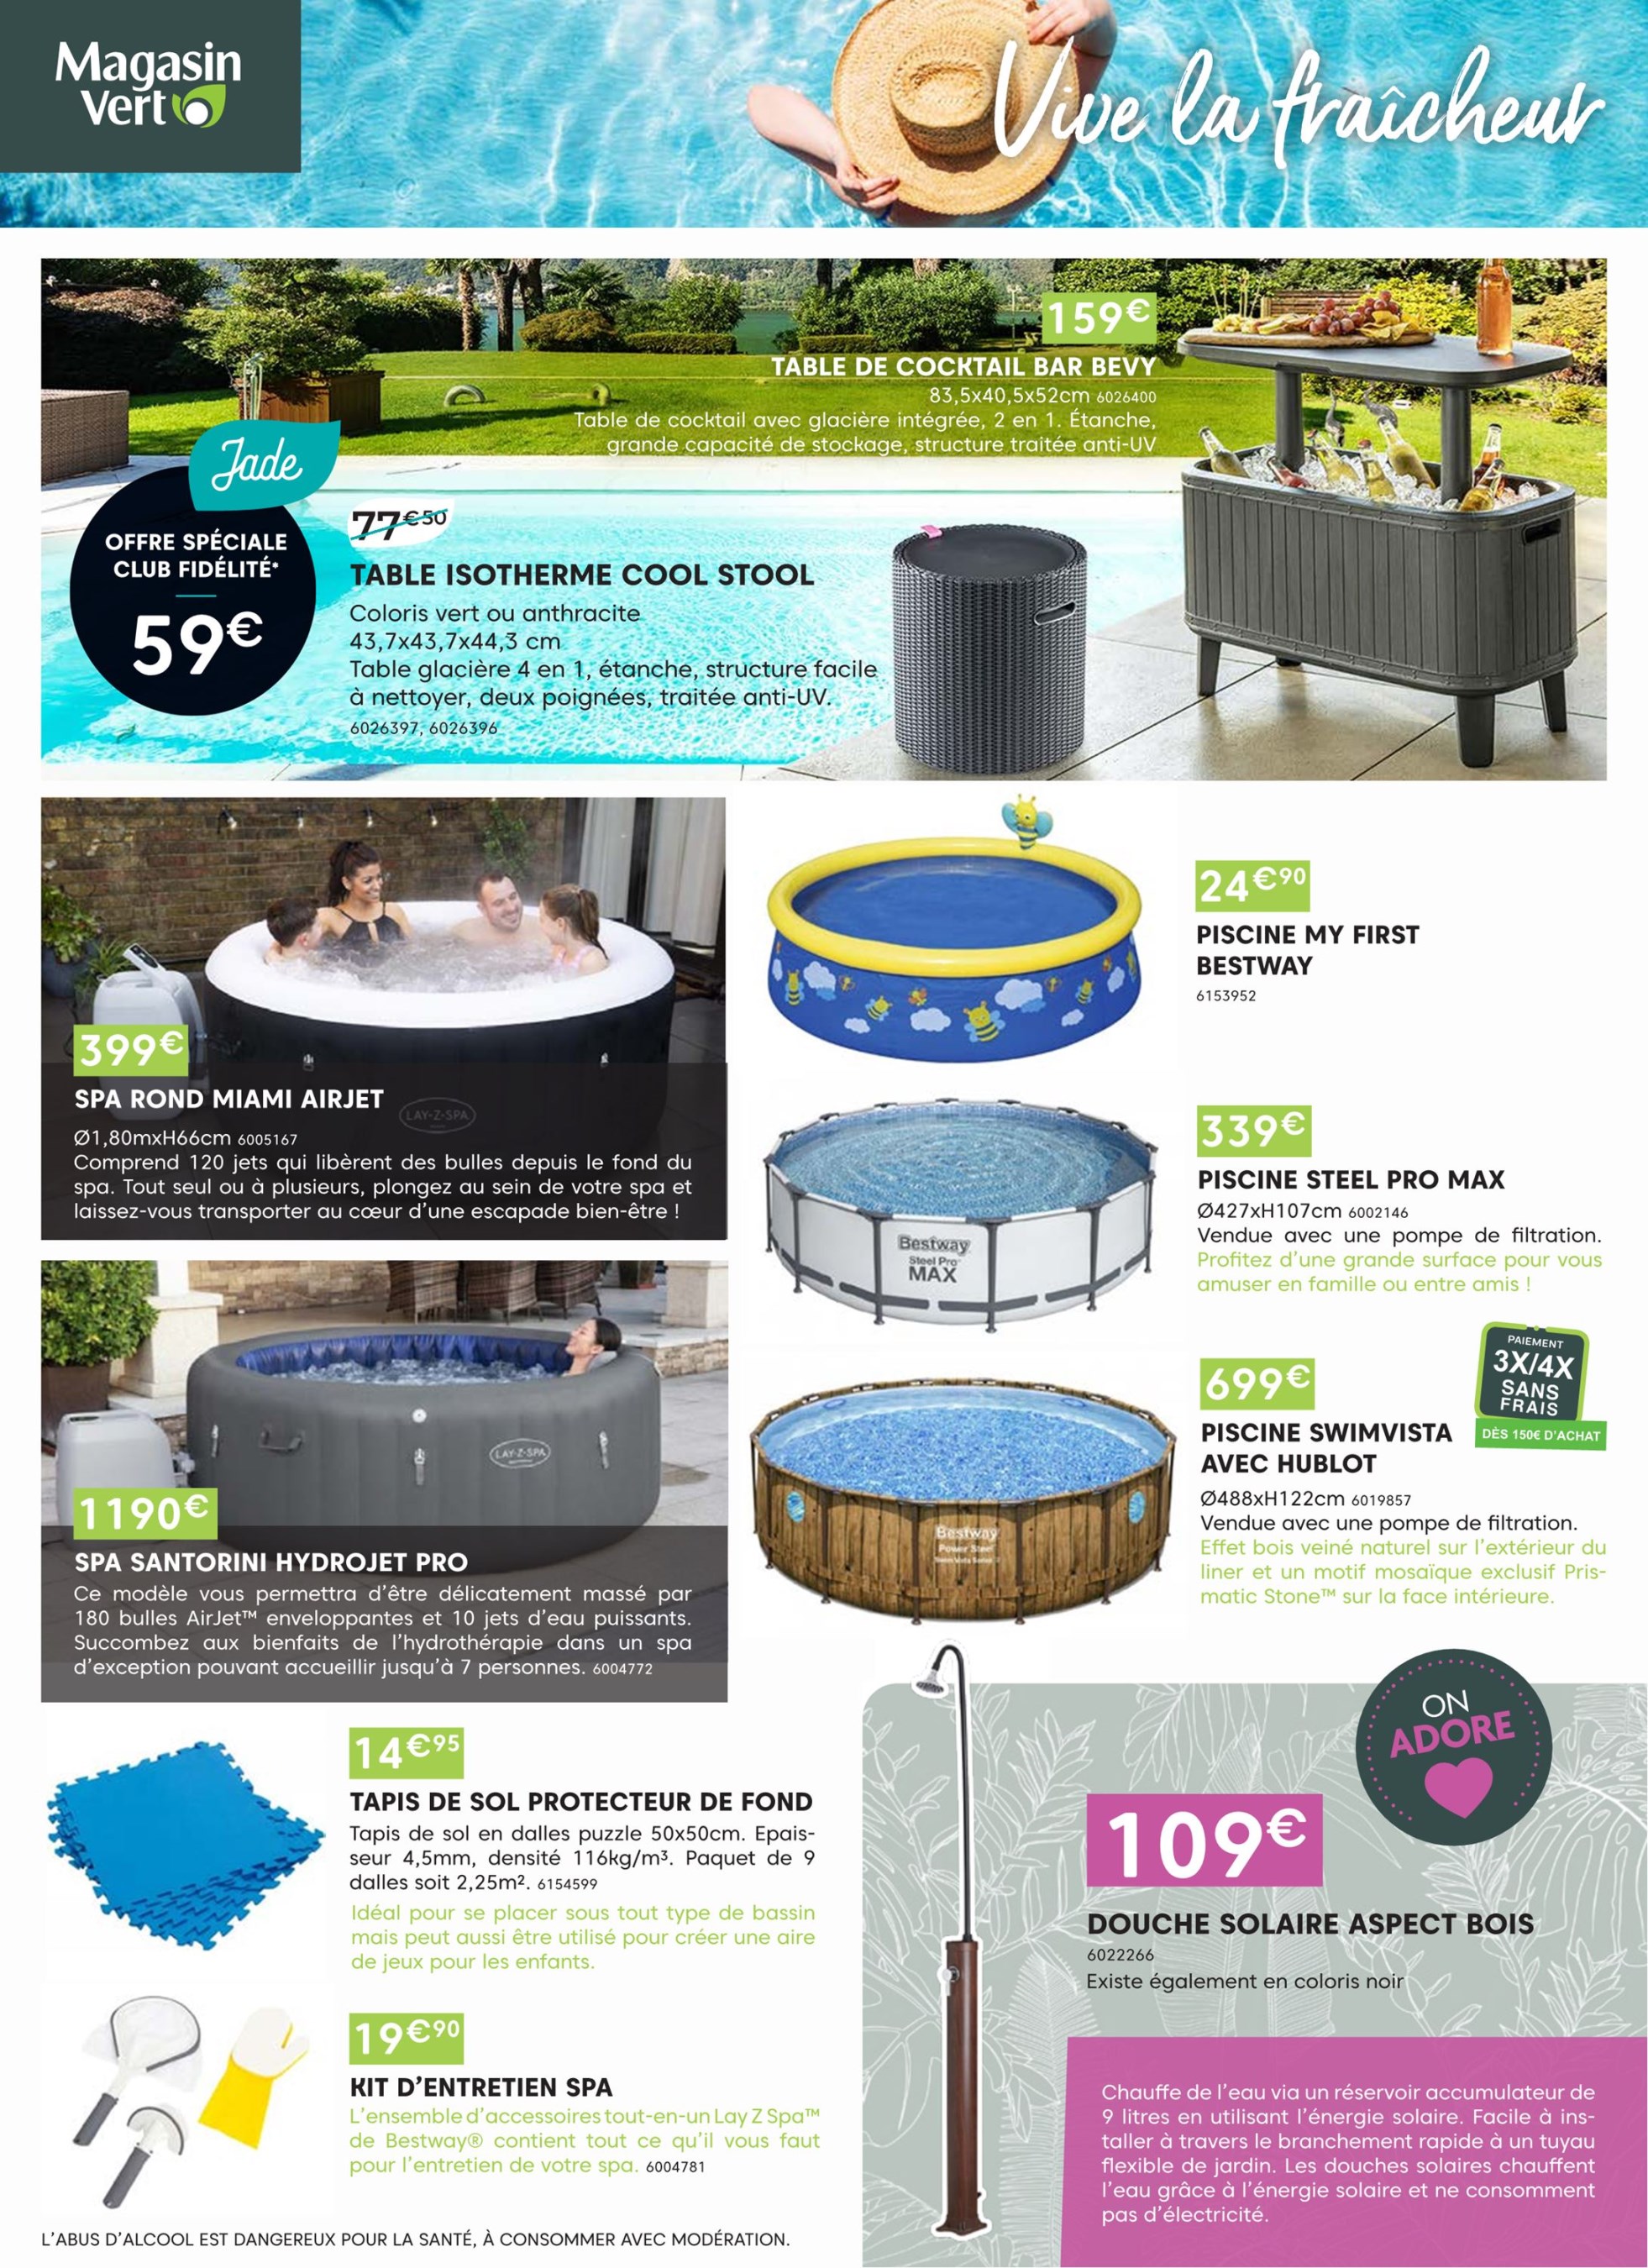 Magasin
Vert
Vive la fraîcheur
159€
TABLE DE COCKTAIL BAR BEVY
83,5x40,5x52cm 6026400
Table de cocktail avec glacière intégrée, 2 en 1. Étanche,
grande capacité de stockage, structure traitée anti-UV
Jade
OFFRE SPÉCIALE
CLUB FIDÉLITÉ*
59€
77€50
TABLE ISOTHERME COOL STOOL
Coloris vert ou anthracite
43,7x43,7x44,3 cm
Table glacière 4 en 1, étanche, structure facile
à nettoyer, deux poignées, traitée anti-UV.
6026397, 6026396
399€
SPA ROND MIAMI AIRJET
LAY-Z-SPA
Ø1,80mxH66cm 6005167
Comprend 120 jets qui libèrent des bulles depuis le fond du
spa. Tout seul ou à plusieurs, plongez au sein de votre spa et
laissez-vous transporter au cœur d'une escapade bien-être !
24€90
PISCINE MY FIRST
BESTWAY
6153952
339€
PISCINE STEEL PRO MAX
Ø427xH107cm 6002146
Vendue avec une pompe de filtration.
Profitez d'une grande surface pour vous
amuser en famille ou entre amis !
Bestway
Steel Pro
MAX
LAY-Z-SPA
1190€
SPA SANTORINI HYDROJET PRO
Ce modèle vous permettra d'être délicatement massé par
180 bulles AirJet™ enveloppantes et 10 jets d'eau puissants.
Succombez aux bienfaits de l'hydrothérapie dans un spa
d'exception pouvant accueillir jusqu'à 7 personnes. 6004772
PAIEMENT
3X/4X
SANS
FRAIS
DÈS 150€ D'ACHAT
699€
PISCINE SWIMVISTA
AVEC HUBLOT
Ø488xH122cm 6019857
Vendue avec une pompe de filtration.
Effet bois veiné naturel sur l'extérieur du
liner et un motif mosaïque exclusif Pris-
matic Stone™ sur la face intérieure.
Bestway
Power Steel
Swim Vista Series
14€95
TAPIS DE SOL PROTECTEUR DE FOND
Tapis de sol en dalles puzzle 50x50cm. Epais-
seur 4,5mm, densité 116kg/m³. Paquet de 9
dalles soit 2,25m². 6154599
Idéal pour se placer sous tout type de bassin
mais peut aussi être utilisé pour créer une aire
de jeux pour les enfants.
19€90
KIT D'ENTRETIEN SPA
L'ensemble d'accessoires tout-en-un Lay Z Spa™
de Bestway® contient tout ce qu'il vous faut
pour l'entretien de votre spa. 6004781
ON
ADORE
109€
DOUCHE SOLAIRE ASPECT BOIS
6022266
Existe également en coloris noir
Chauffe de l'eau via un réservoir accumulateur de
9 litres en utilisant l'énergie solaire. Facile à ins-
taller à travers le branchement rapide à un tuyau
flexible de jardin. Les douches solaires chauffent
l'eau grâce à l'énergie solaire et ne consomment
pas d'électricité.
L'ABUS D'ALCOOL EST DANGEREUX POUR LA SANTÉ, À CONSOMMER AVEC MODÉRATION.